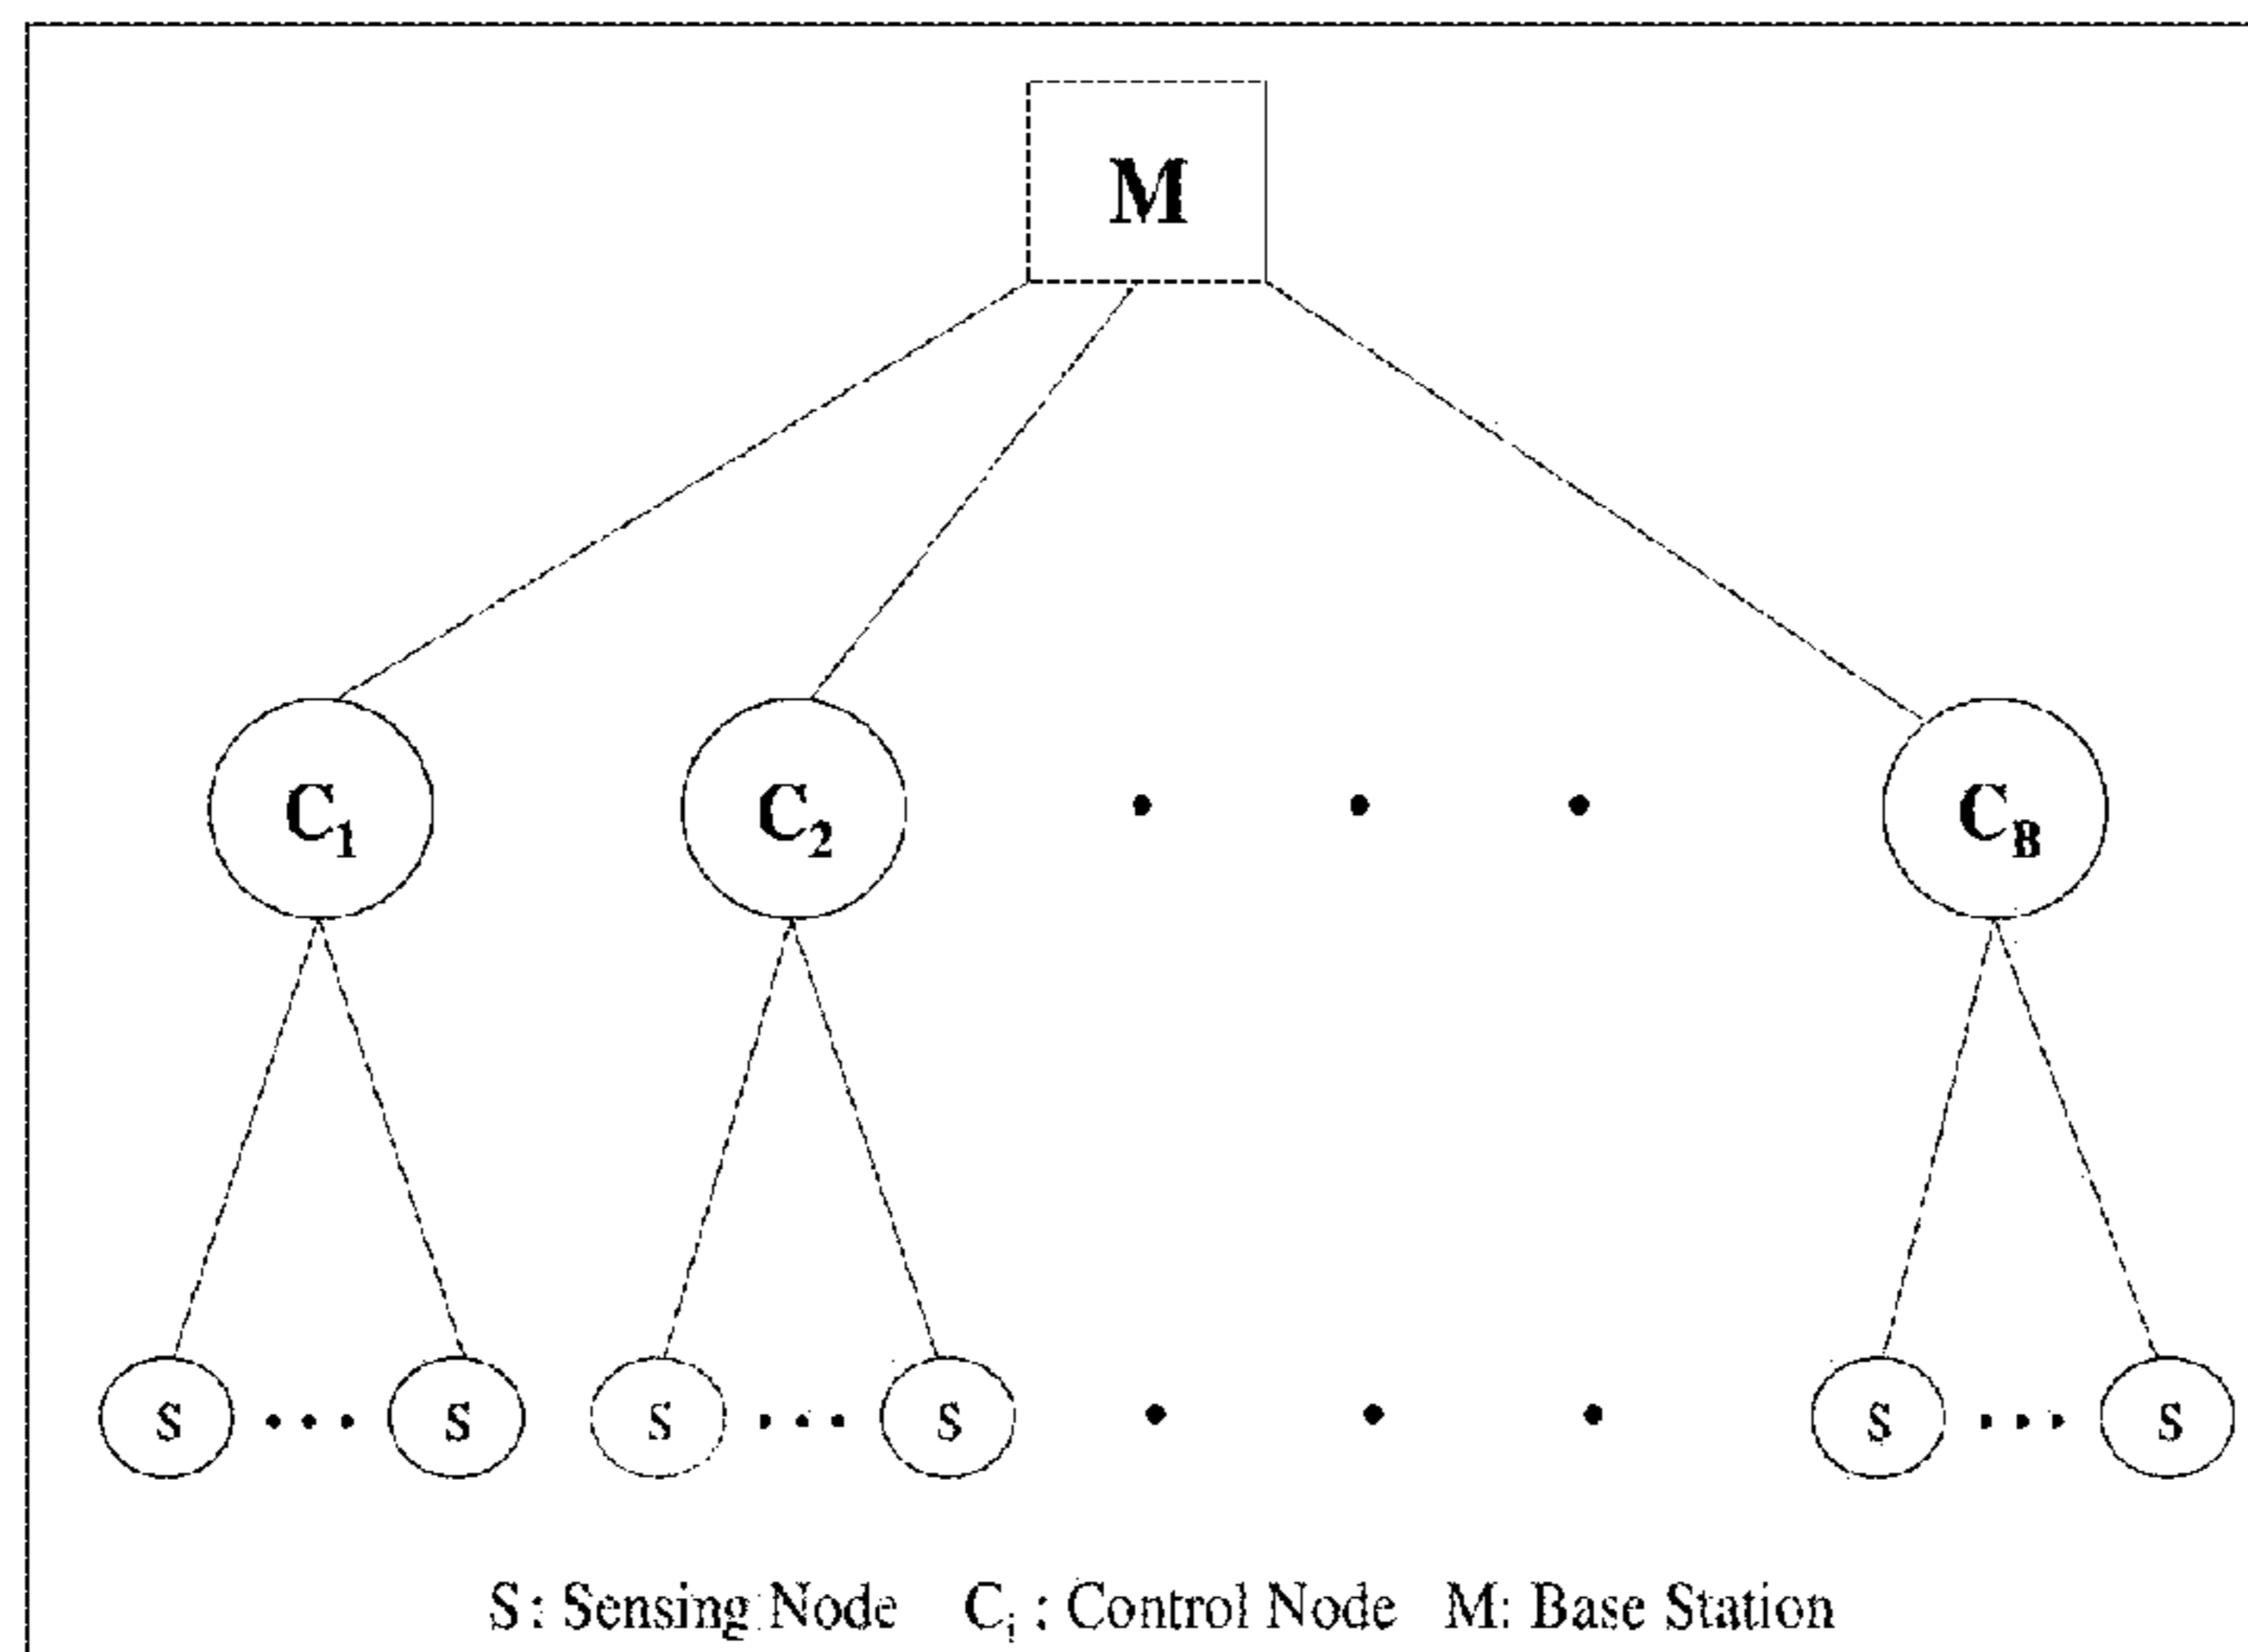 M
C1 C2 • • • CB
S ••• S S ••• S • • • S ••• S
S: Sensing Node Ci: Control Node M: Base Station